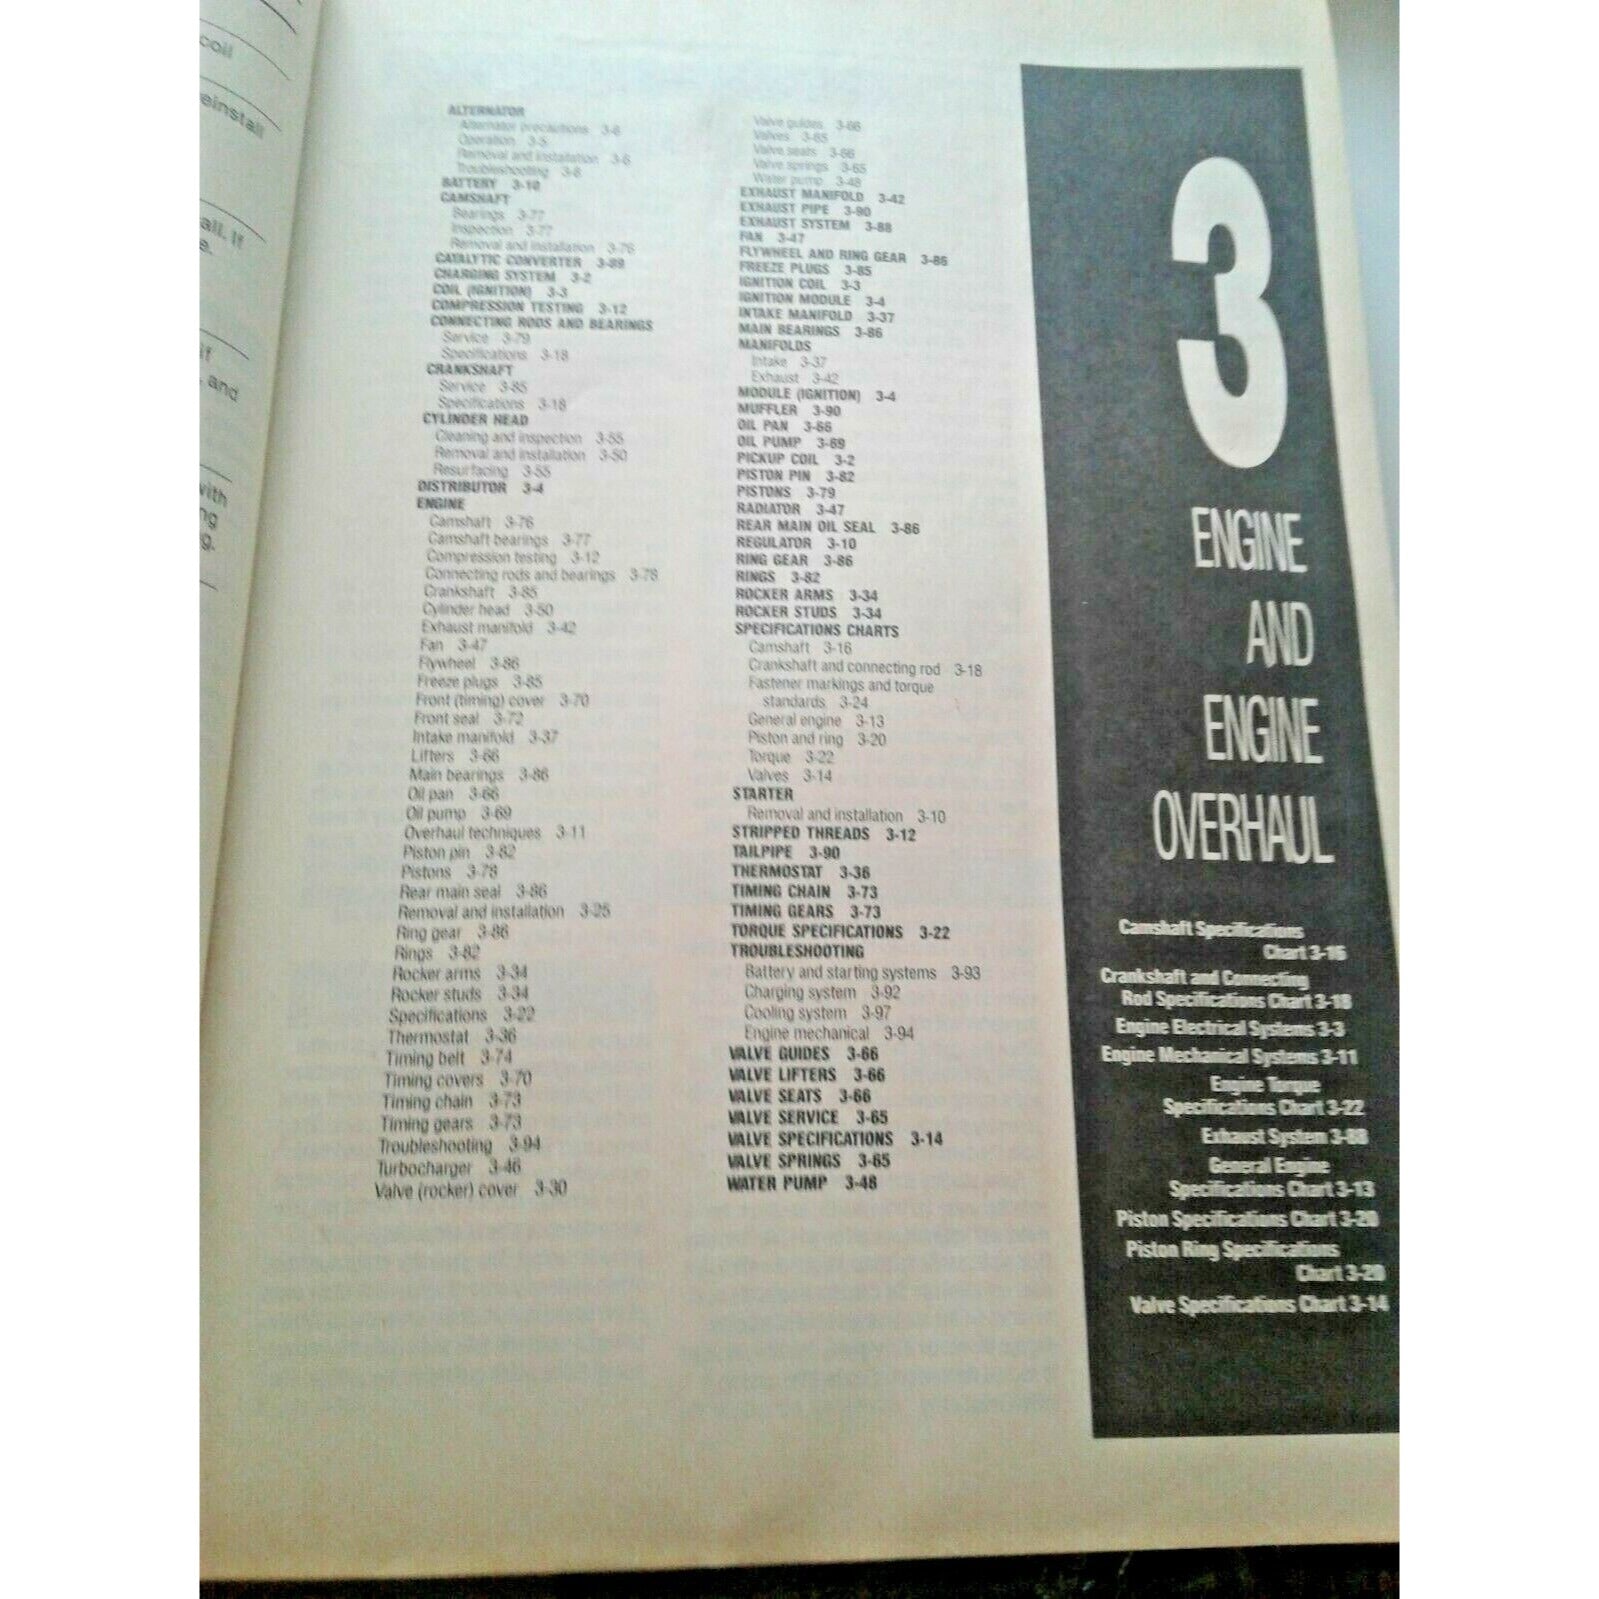 coil
einstall
all. If
e.
if
, and
with
ng
g.
ALTERNATOR
Alternator precautions 3-6
Operation 3-5
Removal and installation 3-6
Troubleshooting 3-6
BATTERY 3-10
CAMSHAFT
Bearings 3-77
Inspection 3-77
Removal and installation 3-76
CATALYTIC CONVERTER 3-89
CHARGING SYSTEM 3-2
COIL (IGNITION) 3-3
COMPRESSION TESTING 3-12
CONNECTING RODS AND BEARINGS
Service 3-79
Specifications 3-18
CRANKSHAFT
Service 3-85
Specifications 3-18
CYLINDER HEAD
Cleaning and inspection 3-55
Removal and installation 3-50
Resurfacing 3-55
DISTRIBUTOR 3-4
ENGINE
Camshaft 3-76
Camshaft bearings 3-77
Compression testing 3-12
Connecting rods and bearings 3-78
Crankshaft 3-85
Cylinder head 3-50
Exhaust manifold 3-42
Fan 3-47
Flywheel 3-86
Freeze plugs 3-85
Front (timing) cover 3-70
Front seal 3-72
Intake manifold 3-37
Lifters 3-66
Main bearings 3-86
Oil pan 3-66
Oil pump 3-69
Overhaul techniques 3-11
Piston pin 3-82
Pistons 3-78
Rear main seal 3-86
Removal and installation 3-25
Ring gear 3-86
Rings 3-82
Rocker arms 3-34
Rocker studs 3-34
Specifications 3-22
Thermostat 3-36
Timing belt 3-74
Timing covers 3-70
Timing chain 3-73
Timing gears 3-73
Troubleshooting 3-94
Turbocharger 3-46
Valve (rocker) cover 3-30
Valve guides 3-66
Valves 3-65
Valve seats 3-66
Valve springs 3-65
Water pump 3-48
EXHAUST MANIFOLD 3-42
EXHAUST PIPE 3-90
EXHAUST SYSTEM 3-88
FAN 3-47
FLYWHEEL AND RING GEAR 3-86
FREEZE PLUGS 3-85
IGNITION COIL 3-3
IGNITION MODULE 3-4
INTAKE MANIFOLD 3-37
MAIN BEARINGS 3-86
MANIFOLDS
Intake 3-37
Exhaust 3-42
MODULE (IGNITION) 3-4
MUFFLER 3-90
OIL PAN 3-66
OIL PUMP 3-69
PICKUP COIL 3-2
PISTON PIN 3-82
PISTONS 3-79
RADIATOR 3-47
REAR MAIN OIL SEAL 3-86
REGULATOR 3-10
RING GEAR 3-86
RINGS 3-82
ROCKER ARMS 3-34
ROCKER STUDS 3-34
SPECIFICATIONS CHARTS
Camshaft 3-16
Crankshaft and connecting rod 3-18
Fastener markings and torque
standards 3-24
General engine 3-13
Piston and ring 3-20
Torque 3-22
Valves 3-14
STARTER
Removal and installation 3-10
STRIPPED THREADS 3-12
TAILPIPE 3-90
THERMOSTAT 3-36
TIMING CHAIN 3-73
TIMING GEARS 3-73
TORQUE SPECIFICATIONS 3-22
TROUBLESHOOTING
Battery and starting systems 3-93
Charging system 3-92
Cooling system 3-97
Engine mechanical 3-94
VALVE GUIDES 3-66
VALVE LIFTERS 3-66
VALVE SEATS 3-66
VALVE SERVICE 3-65
VALVE SPECIFICATIONS 3-14
VALVE SPRINGS 3-65
WATER PUMP 3-48
3
ENGINE
AND
ENGINE
OVERHAUL
Camshaft Specifications
Chart 3-16
Crankshaft and Connecting
Rod Specifications Chart 3-18
Engine Electrical Systems 3-3
Engine Mechanical Systems 3-11
Engine Torque
Specifications Chart 3-22
Exhaust System 3-88
General Engine
Specifications Chart 3-13
Piston Specifications Chart 3-20
Piston Ring Specifications
Chart 3-20
Valve Specifications Chart 3-14